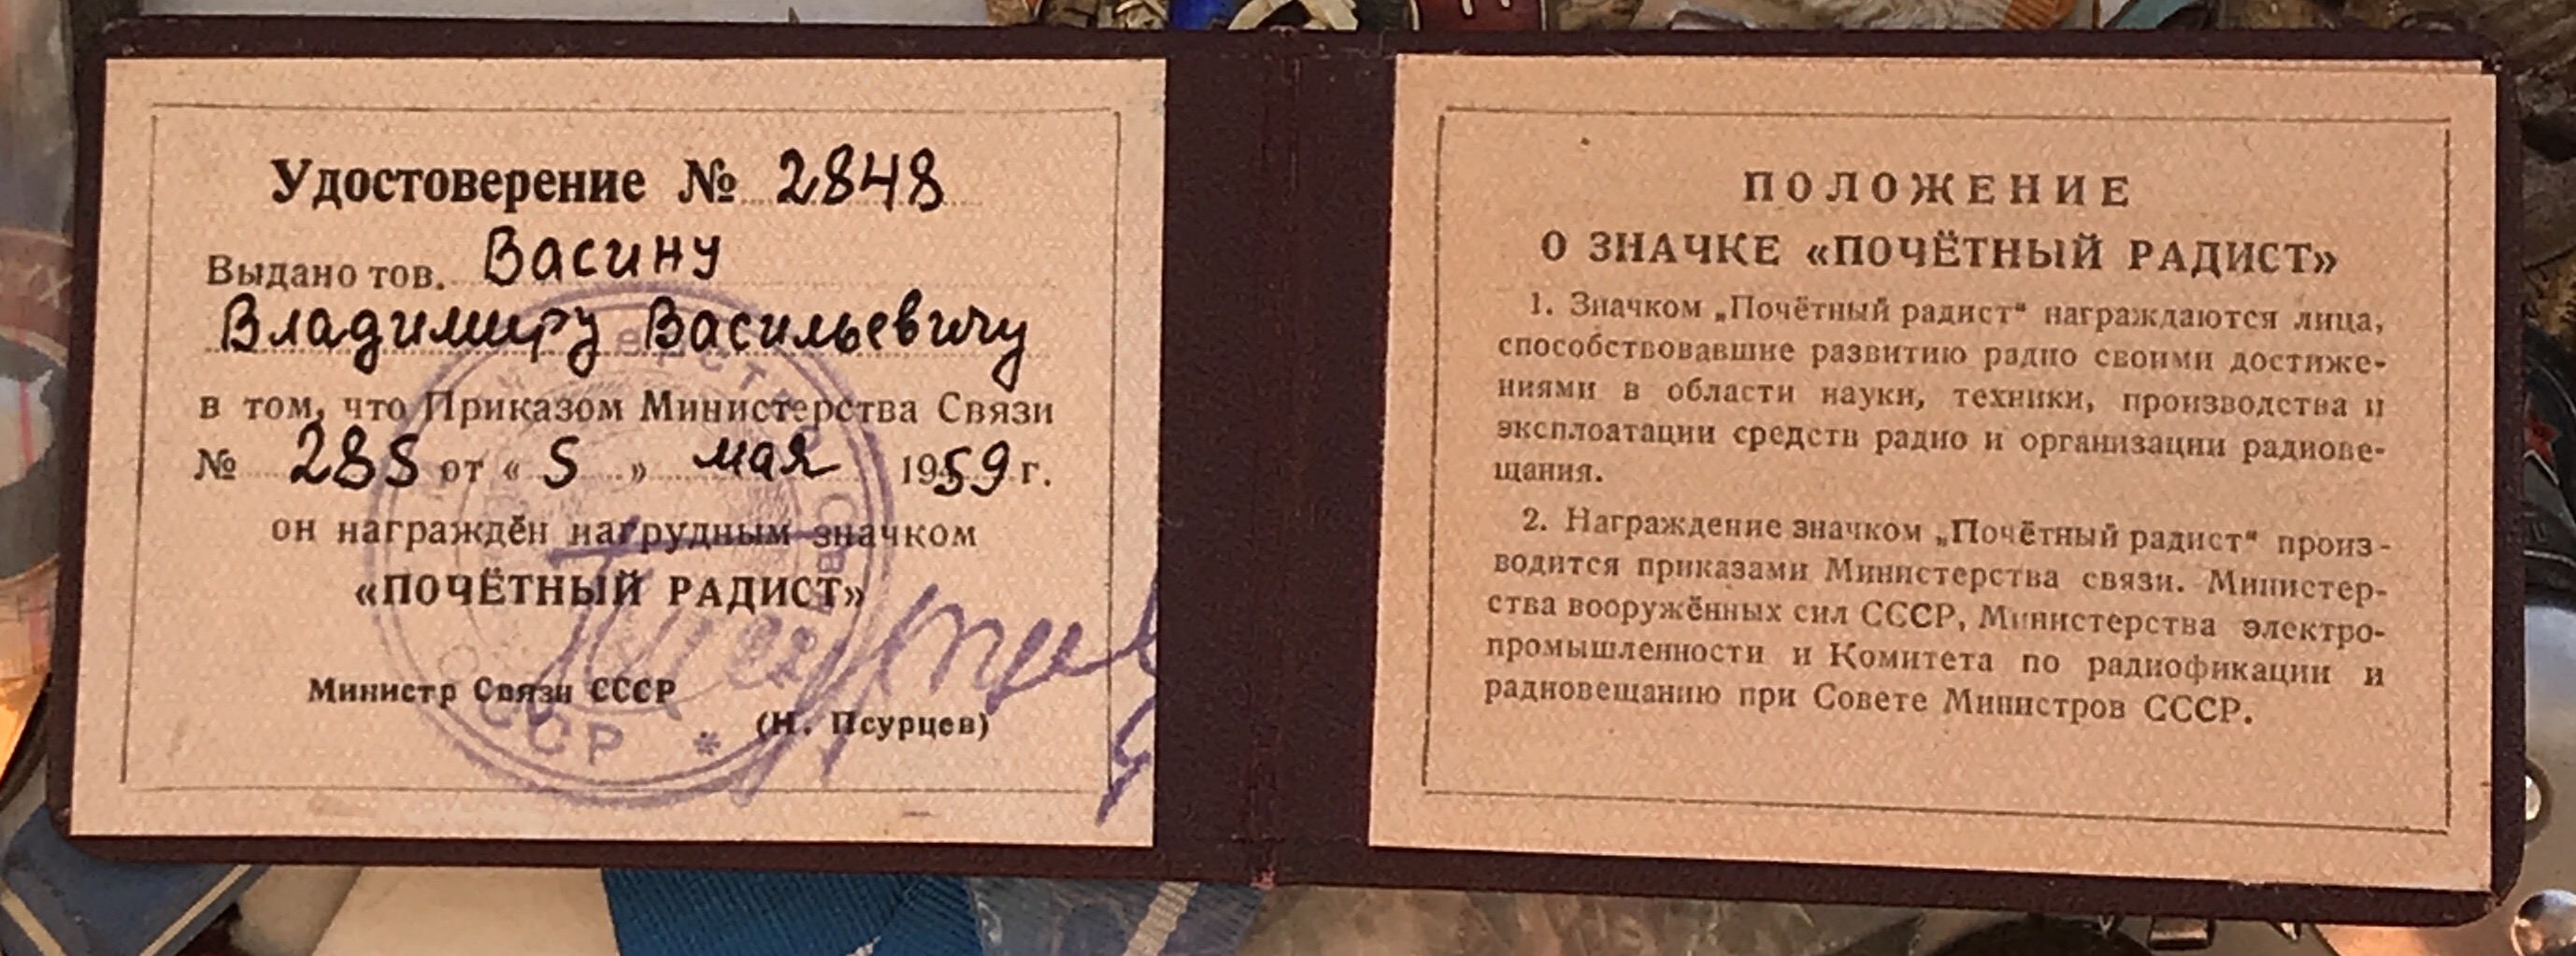 Удостоверение № 2848
Выдано тов. Васину
Владимиру Васильевичу
в том, что Приказом Министерства Связи
№ 285 от « 5 » мая 1959 г.
он награждён нагрудным значком
«ПОЧЁТНЫЙ РАДИСТ»
Министр Связи СССР
(Н. Псурцев)
СССР *
ПОЛОЖЕНИЕ
О ЗНАЧКЕ «ПОЧЁТНЫЙ РАДИСТ»
1. Значком „Почётный радист“ награждаются лица,
способствовавшие развитию радио своими достиже-
ниями в области науки, техники, производства и
эксплоатации средств радио и организации радиове-
щания.
2. Награждение значком „Почётный радист“ произ-
водится приказами Министерства связи. Министер-
ства вооружённых сил СССР, Министерства электро-
промышленности и Комитета по радиофикации и
радиовещанию при Совете Министров СССР.